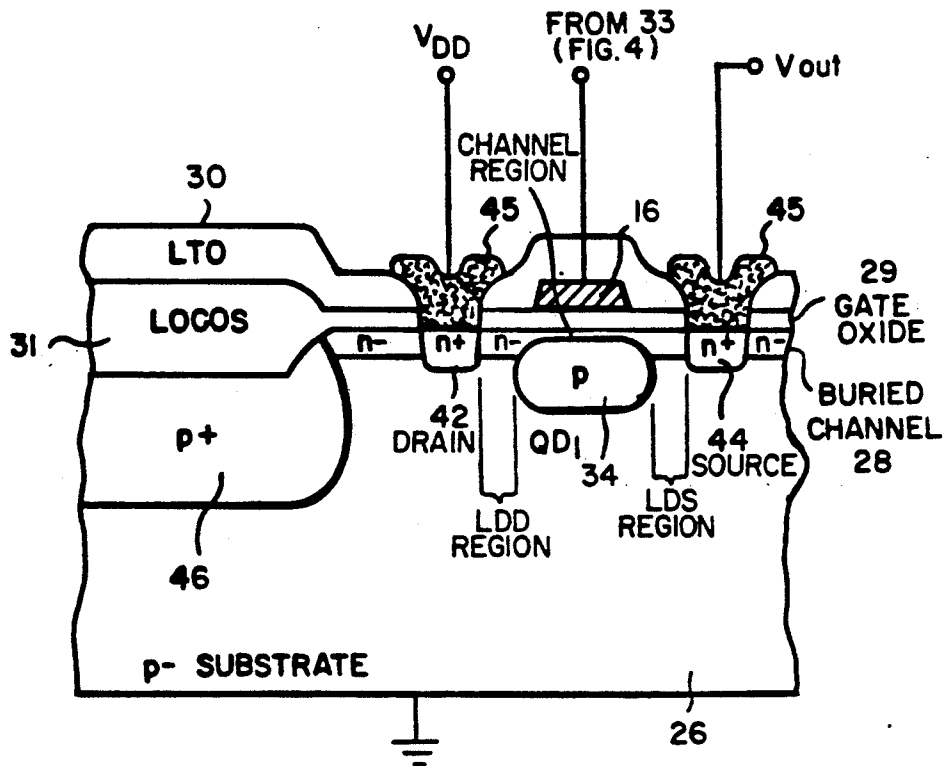 VDD
FROM 33
(FIG. 4)
Vout
CHANNEL
REGION
30
45
16
45
LTO
29
GATE
OXIDE
LOCOS
31
n-
n+
n-
n+
n-
P
BURIED
CHANNEL
28
42
DRAIN
QD1
34
44
SOURCE
p+
LDD
REGION
LDS
REGION
46
p- SUBSTRATE
26